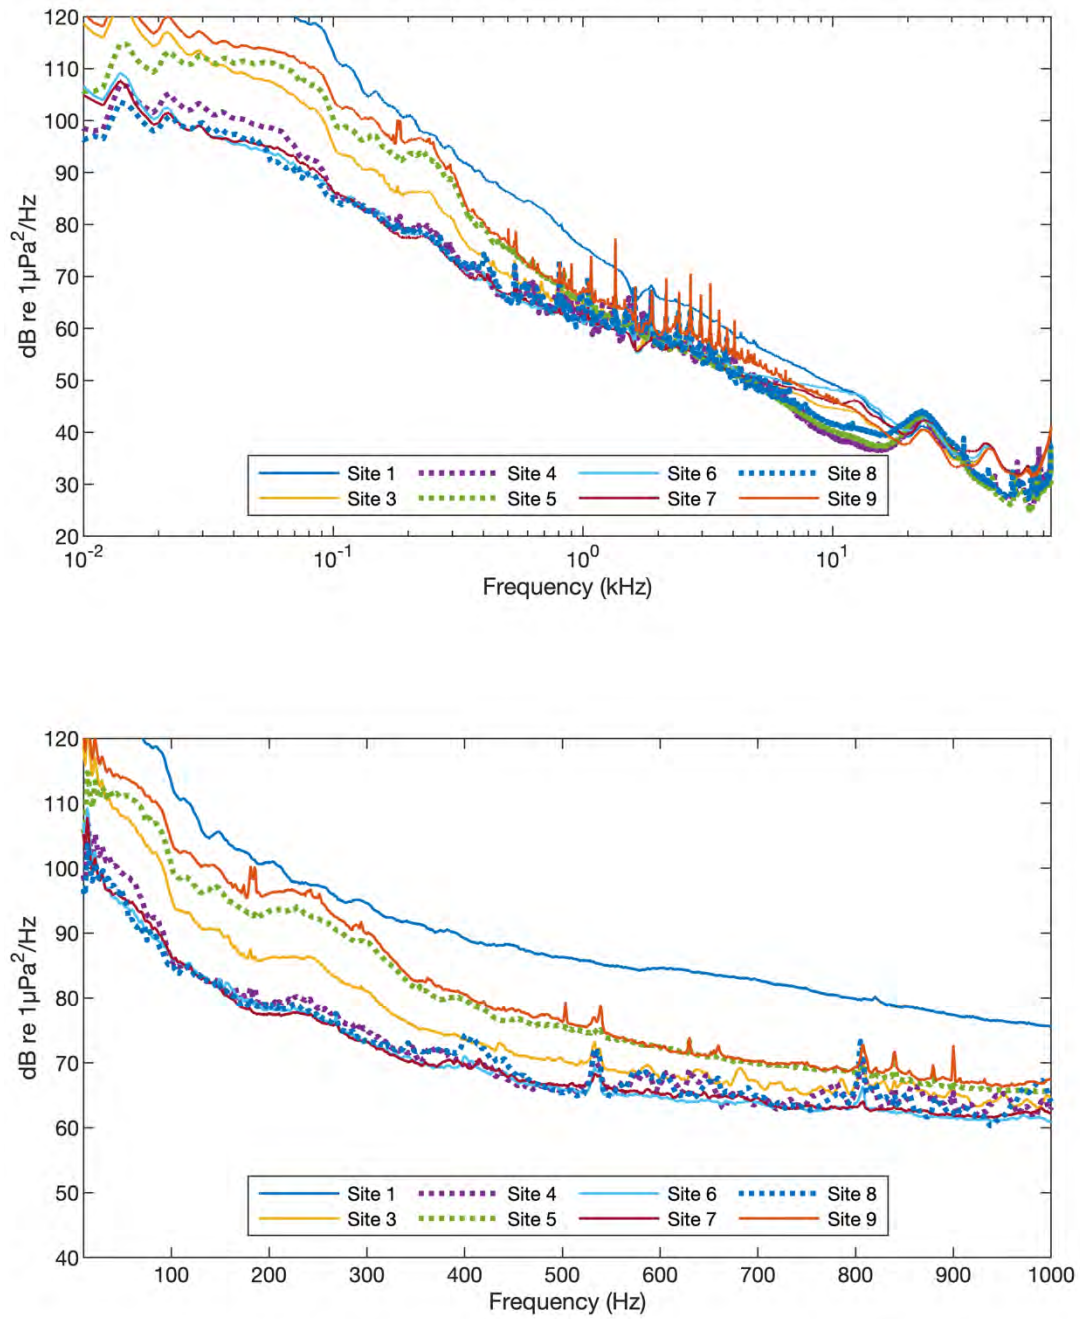 120
110
100
90
80
70
60
50
40
30
20
dB re 1µPa²/Hz
Site 1 Site 4 Site 6 Site 8
Site 3 Site 5 Site 7 Site 9
10⁻² 10⁻¹ 10⁰ 10¹
Frequency (kHz)
120
110
100
90
80
70
60
50
40
dB re 1µPa²/Hz
Site 1 Site 4 Site 6 Site 8
Site 3 Site 5 Site 7 Site 9
100 200 300 400 500 600 700 800 900 1000
Frequency (Hz)